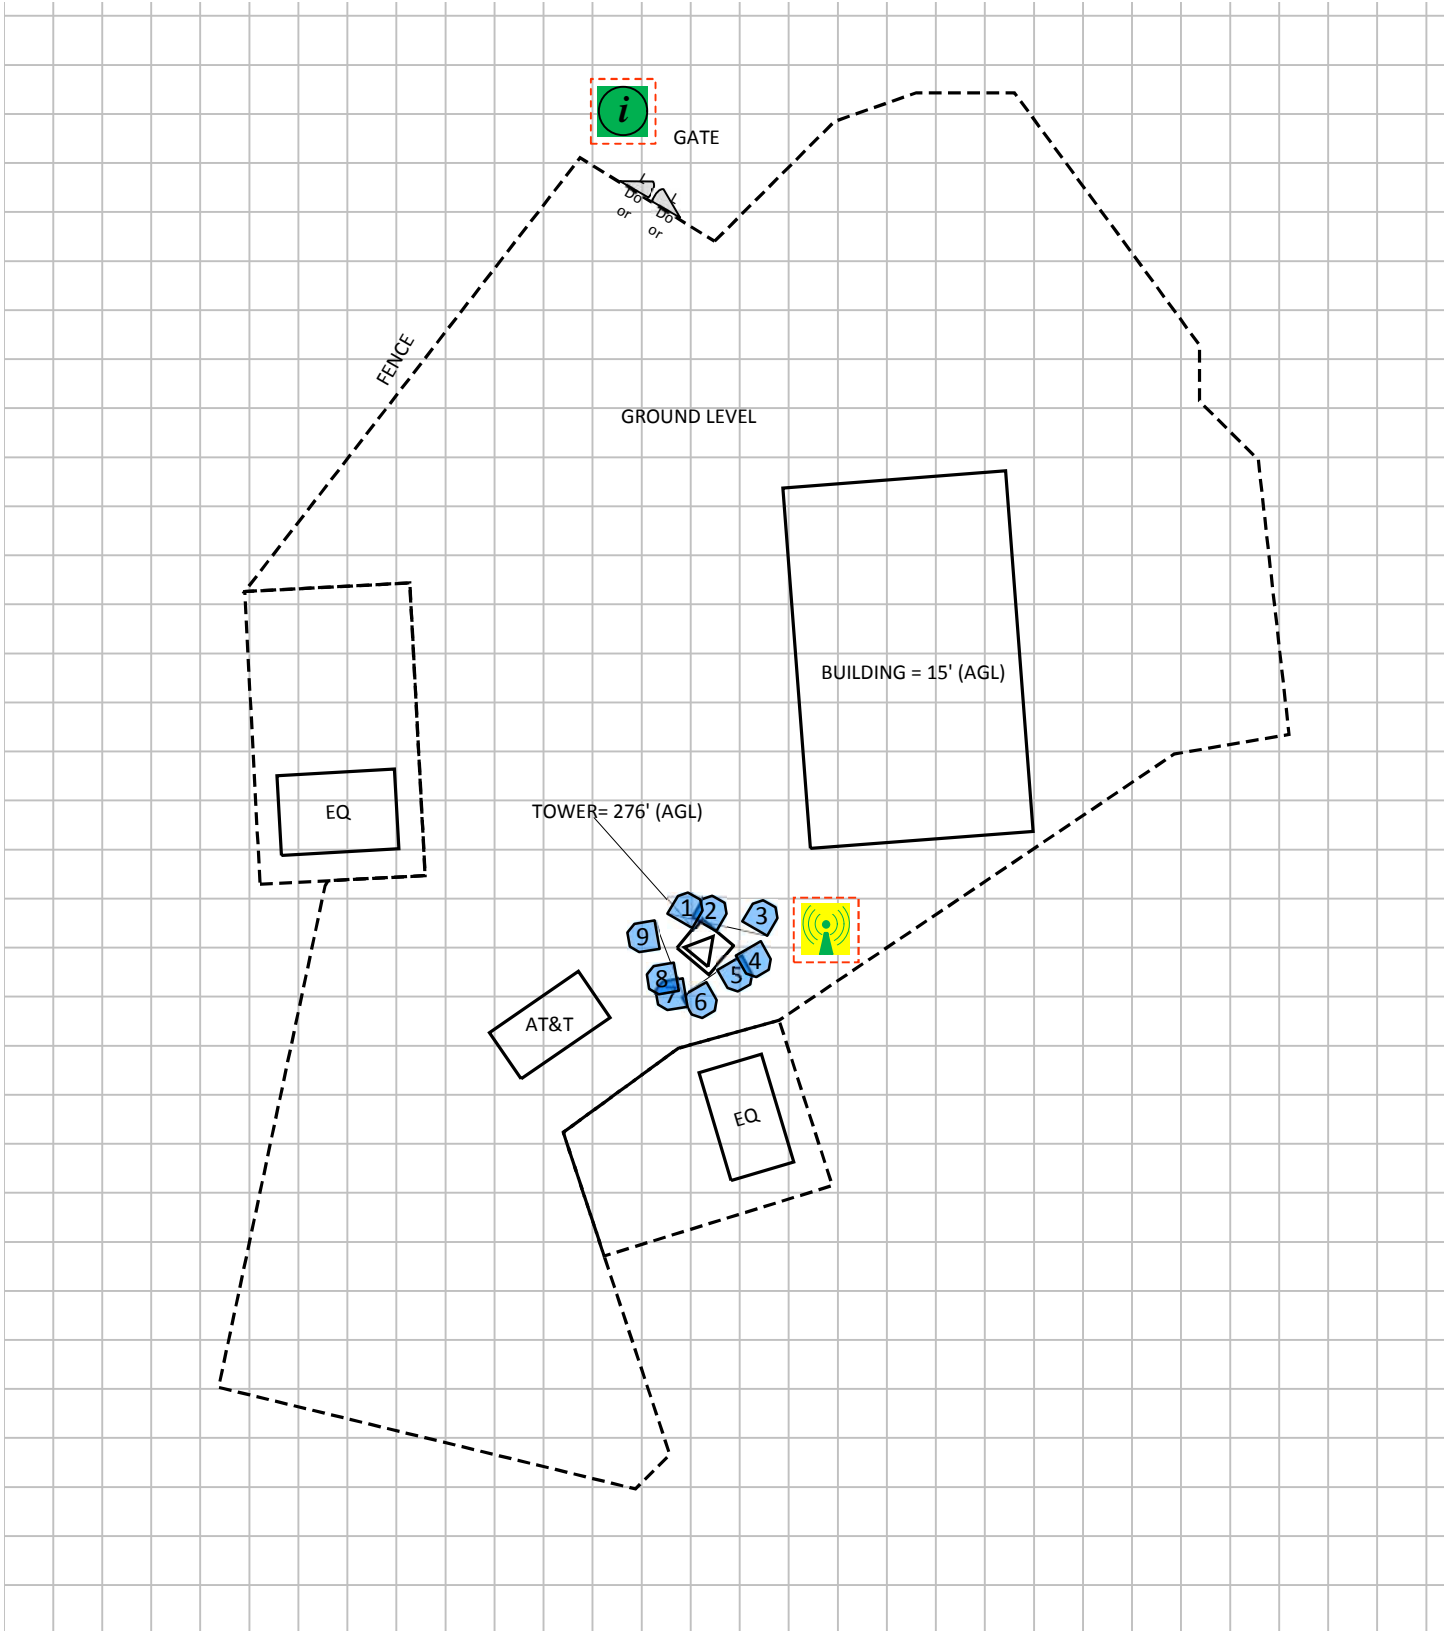 i
GATE
L
Do
or
L
Do
or
FENCE
GROUND LEVEL
BUILDING = 15' (AGL)
EQ
TOWER= 276' (AGL)
1
2
3
9
4
5
8
7
6
AT&T
EQ